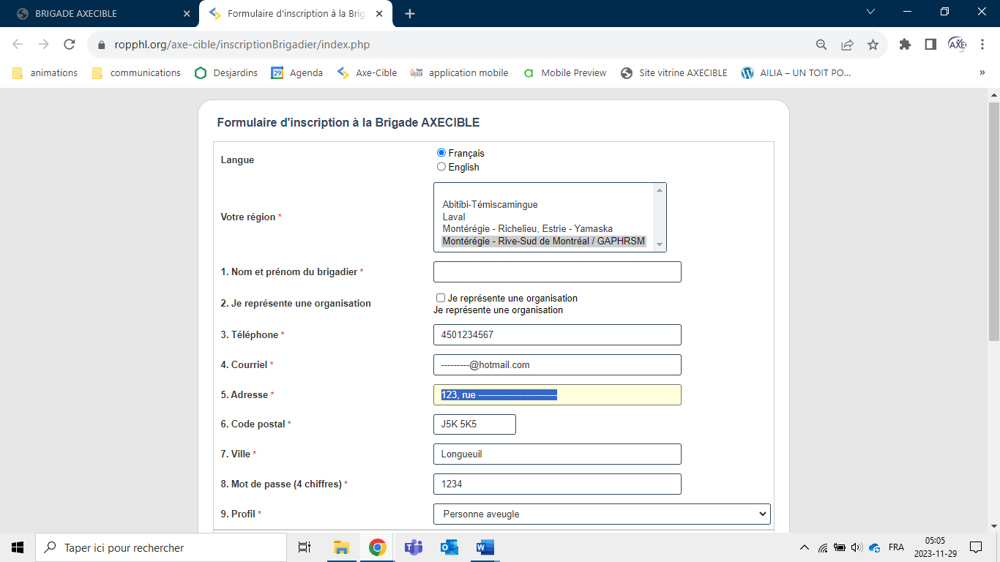 BRIGADE AXECIBLE
Formulaire d'inscription à la Brig
ropphl.org/axe-cible/inscriptionBrigadier/index.php
AXE
animations
communications
Desjardins
29
Agenda
Axe-Cible
application mobile
Mobile Preview
Site vitrine AXECIBLE
AILIA – UN TOIT PO...
»
Formulaire d'inscription à la Brigade AXECIBLE
Langue
Français
English
Votre région *
Abitibi-Témiscamingue
Laval
Montérégie - Richelieu, Estrie - Yamaska
Montérégie - Rive-Sud de Montréal / GAPHRSM
1. Nom et prénom du brigadier *
2. Je représente une organisation
Je représente une organisation
Je représente une organisation
3. Téléphone *
4501234567
4. Courriel *
---------@hotmail.com
5. Adresse *
123, rue -------------------------
6. Code postal *
J5K 5K5
7. Ville *
Longueuil
8. Mot de passe (4 chiffres) *
1234
9. Profil *
Personne aveugle
Taper ici pour rechercher
FRA
05:05
2023-11-29